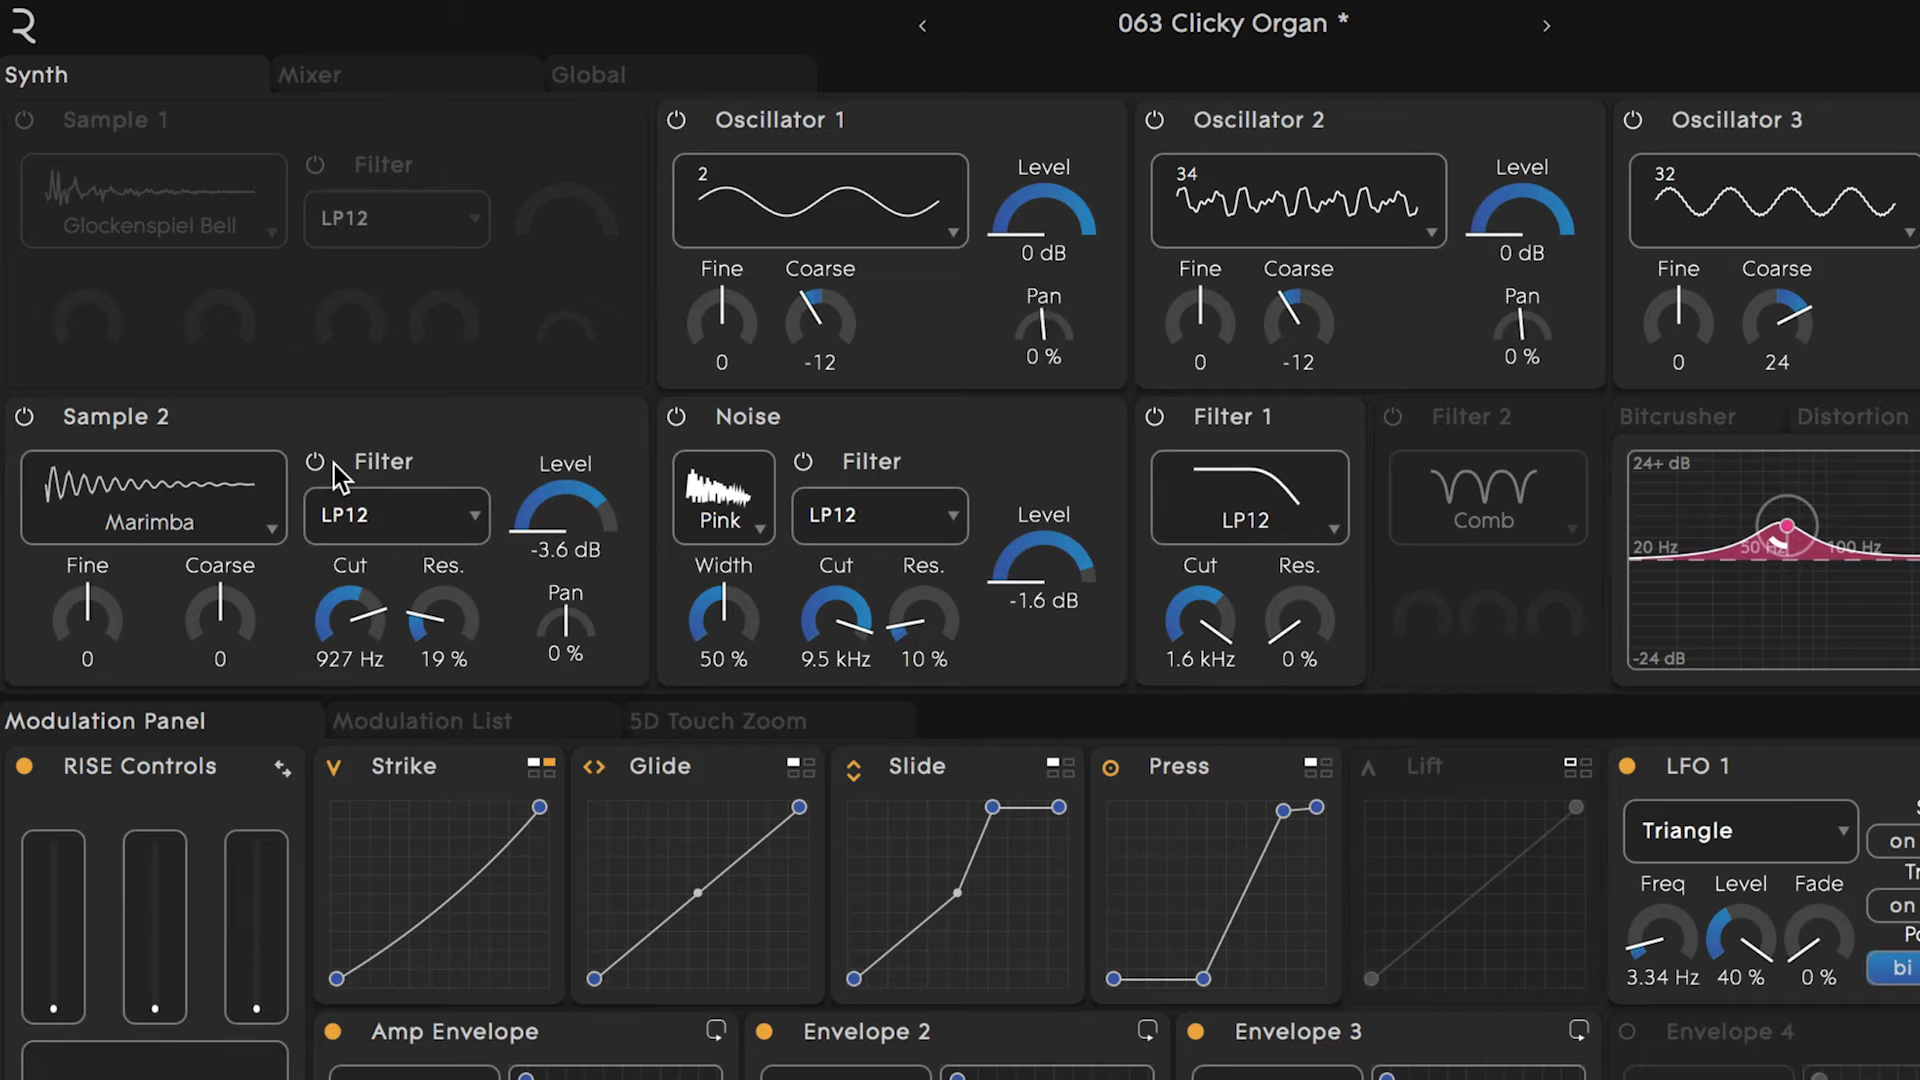 063 Clicky Organ *
Synth
Mixer
Global
Sample 1
Filter
Glockenspiel Bell
LP12
Oscillator 1
2
Level
0 dB
Fine
Coarse
Pan
0
-12
0 %
Oscillator 2
34
Level
0 dB
Fine
Coarse
Pan
0
-12
0 %
Oscillator 3
32
Fine
Coarse
0
24
Sample 2
Filter
Level
Marimba
LP12
-3.6 dB
Fine
Coarse
Cut
Res.
Pan
0
0
927 Hz
19 %
0 %
Noise
Filter
Pink
LP12
Level
Width
Cut
Res.
-1.6 dB
50 %
9.5 kHz
10 %
Filter 1
LP12
Cut
Res.
1.6 kHz
0 %
Filter 2
Comb
Bitcrusher
Distortion
24+ dB
20 Hz
50 Hz
100 Hz
-24 dB
Modulation Panel
Modulation List
5D Touch Zoom
RISE Controls
Strike
Glide
Slide
Press
Lift
LFO 1
Triangle
on
Freq
Level
Fade
on
3.34 Hz
40 %
0 %
bi
Amp Envelope
Envelope 2
Envelope 3
Envelope 4